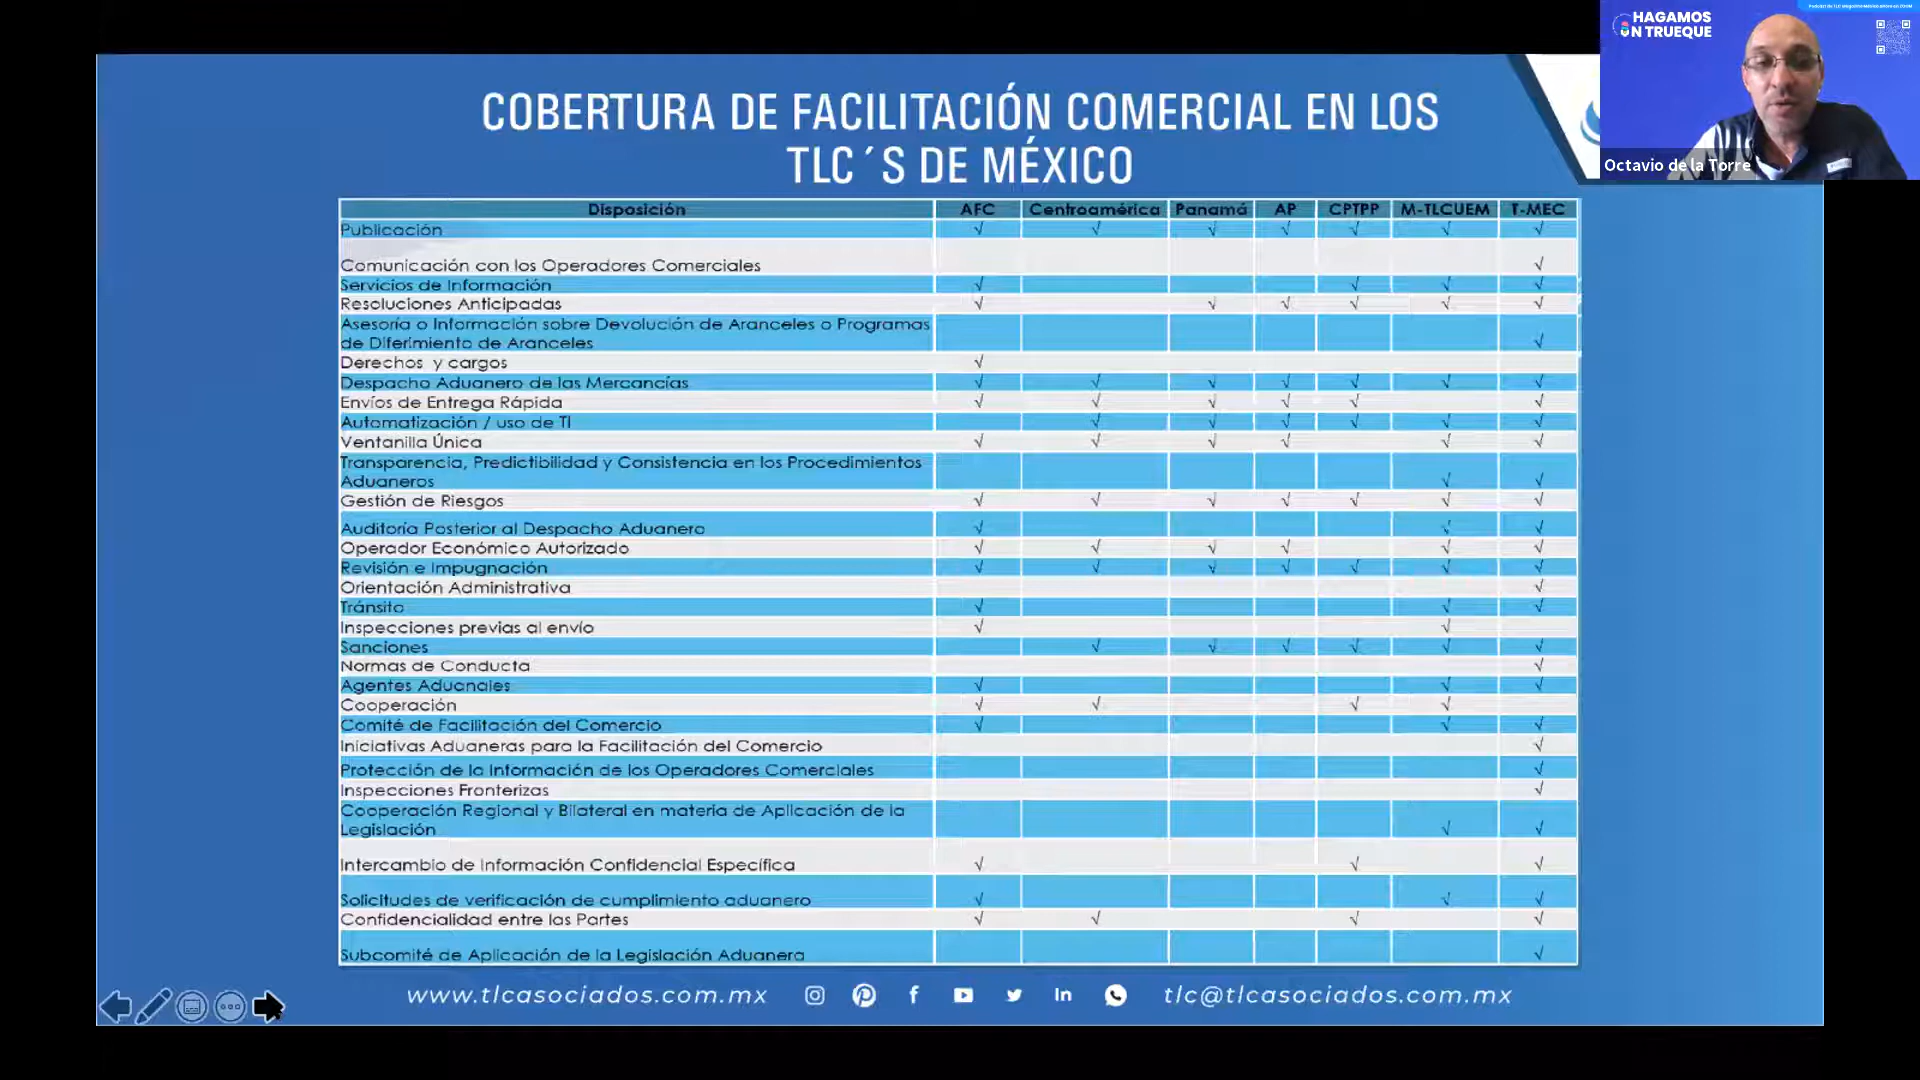 HAGAMOS
UN TRUEQUE
Octavio de la Torre
COBERTURA DE FACILITACIÓN COMERCIAL EN LOS
TLC´S DE MÉXICO
Disposición AFC Centroamérica Panamá AP CPTPP M-TLCUEM T-MEC
Publicación √ √ √ √ √ √ √
Comunicación con los Operadores Comerciales √
Servicios de Información √ √ √ √
Resoluciones Anticipadas √ √ √ √ √ √
Asesoría o Información sobre Devolución de Aranceles o Programas
de Diferimiento de Aranceles √
Derechos y cargos √
Despacho Aduanero de las Mercancías √ √ √ √ √ √ √
Envíos de Entrega Rápida √ √ √ √ √ √
Automatización / uso de TI √ √ √ √ √ √
Ventanilla Única √ √ √ √ √ √
Transparencia, Predictibilidad y Consistencia en los Procedimientos
Aduaneros √ √
Gestión de Riesgos √ √ √ √ √ √ √
Auditoría Posterior al Despacho Aduanero √ √ √
Operador Económico Autorizado √ √ √ √ √ √
Revisión e Impugnación √ √ √ √ √ √ √
Orientación Administrativa √
Tránsito √ √ √
Inspecciones previas al envío √ √
Sanciones √ √ √ √ √ √
Normas de Conducta √
Agentes Aduanales √ √ √
Cooperación √ √ √ √
Comité de Facilitación del Comercio √ √ √
Iniciativas Aduaneras para la Facilitación del Comercio √
Protección de la Información de los Operadores Comerciales √
Inspecciones Fronterizas √
Cooperación Regional y Bilateral en materia de Aplicación de la
Legislación √ √
Intercambio de Información Confidencial Específica √ √ √
Solicitudes de verificación de cumplimiento aduanero √ √ √
Confidencialidad entre las Partes √ √ √ √
Subcomité de Aplicación de la Legislación Aduanera √
www.tlcasociados.com.mx tlc@tlcasociados.com.mx